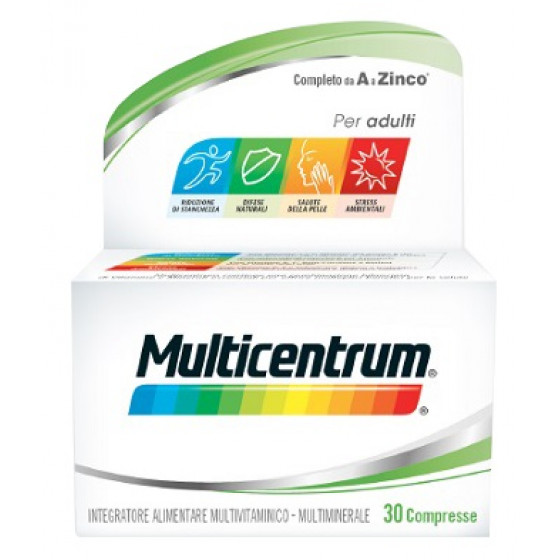 Completo da A a Zinco®
Per adulti
RIDUZIONE DI STANCHEZZA
DIFESE NATURALI
SALUTE DELLA PELLE
STRESS AMBIENTALI
Multicentrum®
®
INTEGRATORE ALIMENTARE MULTIVITAMINICO - MULTIMINERALE 30 Compresse